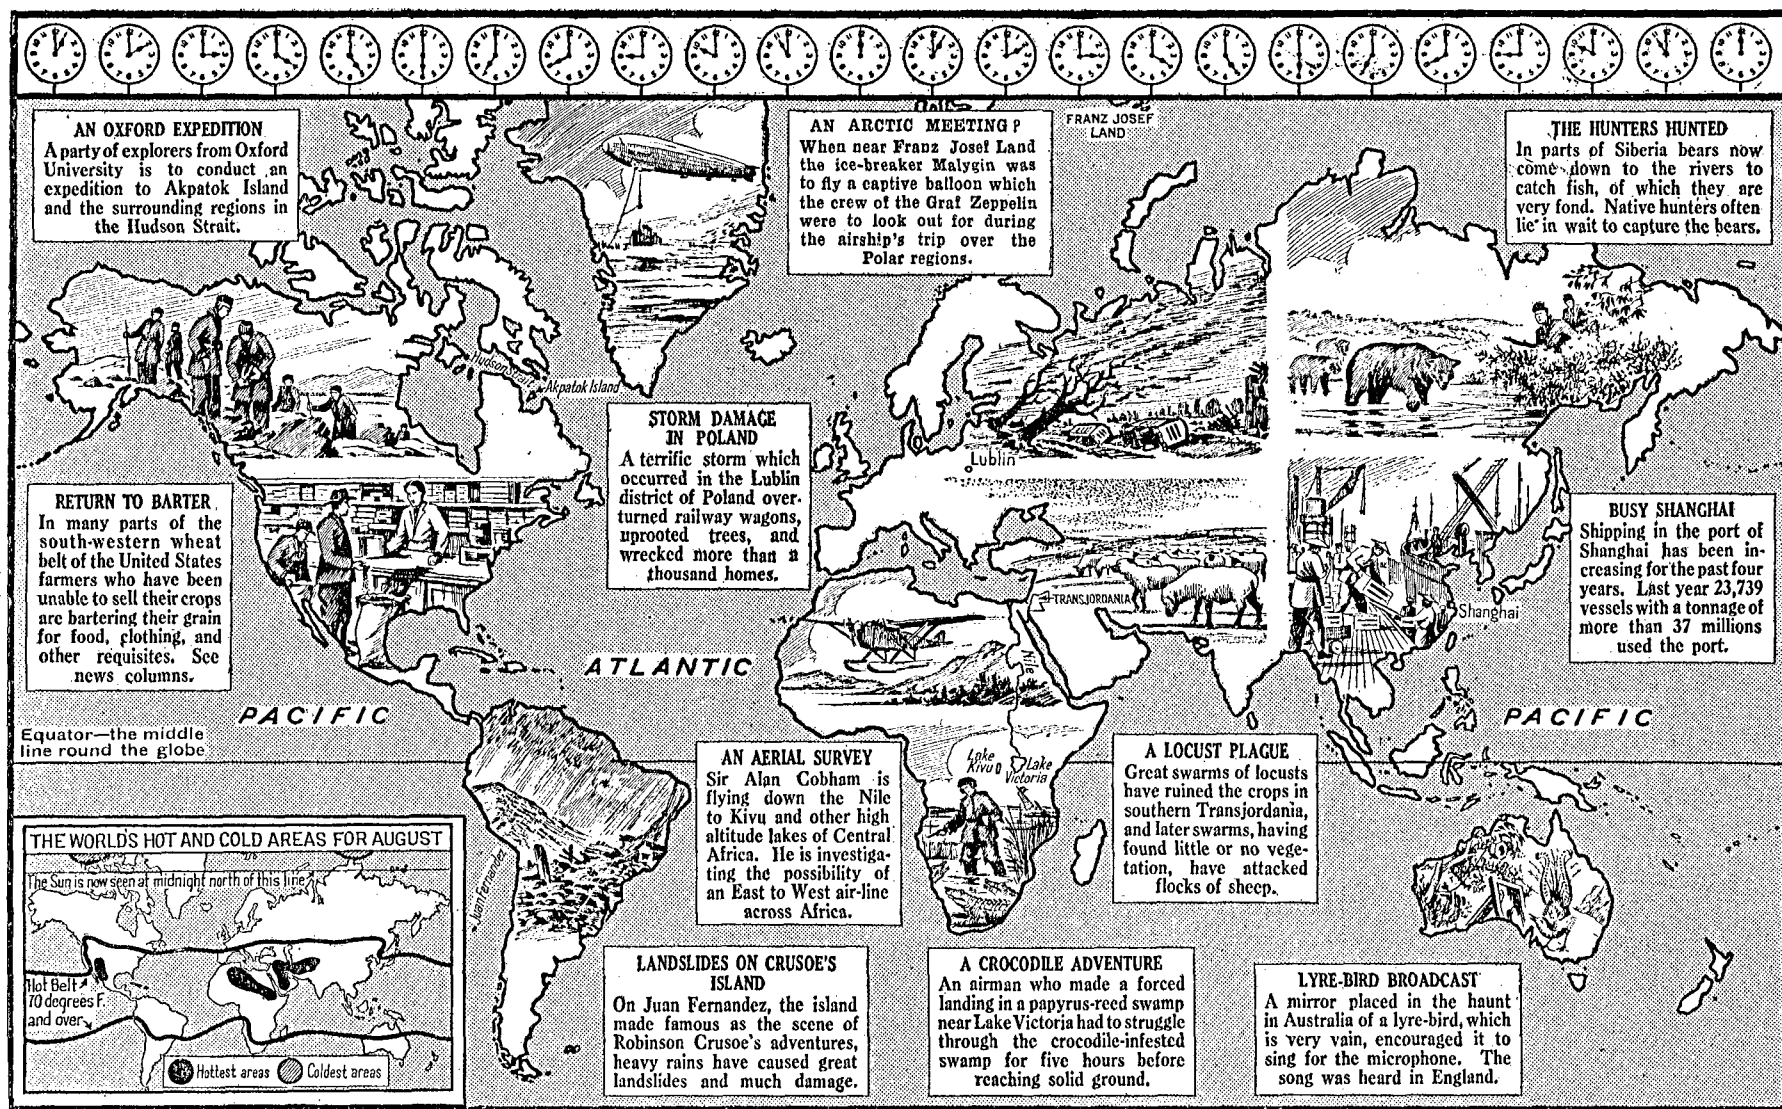 AN OXFORD EXPEDITION
A party of explorers from Oxford
University is to conduct an
expedition to Akpatok Island
and the surrounding regions in
the Hudson Strait.
AN ARCTIC MEETING?
When near Franz Josef Land
the ice-breaker Malygin was
to fly a captive balloon which
the crew of the Graf Zeppelin
were to look out for during
the airship's trip over the
Polar regions.
FRANZ JOSEF
LAND
THE HUNTERS HUNTED
In parts of Siberia bears now
come down to the rivers to
catch fish, of which they are
very fond. Native hunters often
lie in wait to capture the bears.
Hudson Strait
Akpatok Island
STORM DAMAGE
IN POLAND
A terrific storm which
occurred in the Lublin
district of Poland over-
turned railway wagons,
uprooted trees, and
wrecked more than a
thousand homes.
Lublin
RETURN TO BARTER
In many parts of the
south-western wheat
belt of the United States
farmers who have been
unable to sell their crops
are bartering their grain
for food, clothing, and
other requisites. See
news columns.
BUSY SHANGHAI
Shipping in the port of
Shanghai has been in-
creasing for the past four
years. Last year 23,739
vessels with a tonnage of
more than 37 millions
used the port.
TRANSJORDANIA
Shanghai
Nile
ATLANTIC
PACIFIC
PACIFIC
Equator—the middle
line round the globe
AN AERIAL SURVEY
Sir Alan Cobham is
flying down the Nile
to Kivu and other high
altitude lakes of Central
Africa. He is investiga-
ting the possibility of
an East to West air-line
across Africa.
Lake
Kivu
Lake
Victoria
A LOCUST PLAGUE
Great swarms of locusts
have ruined the crops in
southern Transjordania,
and later swarms, having
found little or no vege-
tation, have attacked
flocks of sheep.
THE WORLD'S HOT AND COLD AREAS FOR AUGUST
The Sun is now seen at midnight north of this line
Hot Belt
70 degrees F.
and over
Hottest areas
Coldest areas
Juan Fernandez
LANDSLIDES ON CRUSOE'S
ISLAND
On Juan Fernandez, the island
made famous as the scene of
Robinson Crusoe's adventures,
heavy rains have caused great
landslides and much damage.
A CROCODILE ADVENTURE
An airman who made a forced
landing in a papyrus-reed swamp
near Lake Victoria had to struggle
through the crocodile-infested
swamp for five hours before
reaching solid ground.
LYRE-BIRD BROADCAST
A mirror placed in the haunt
in Australia of a lyre-bird, which
is very vain, encouraged it to
sing for the microphone. The
song was heard in England.